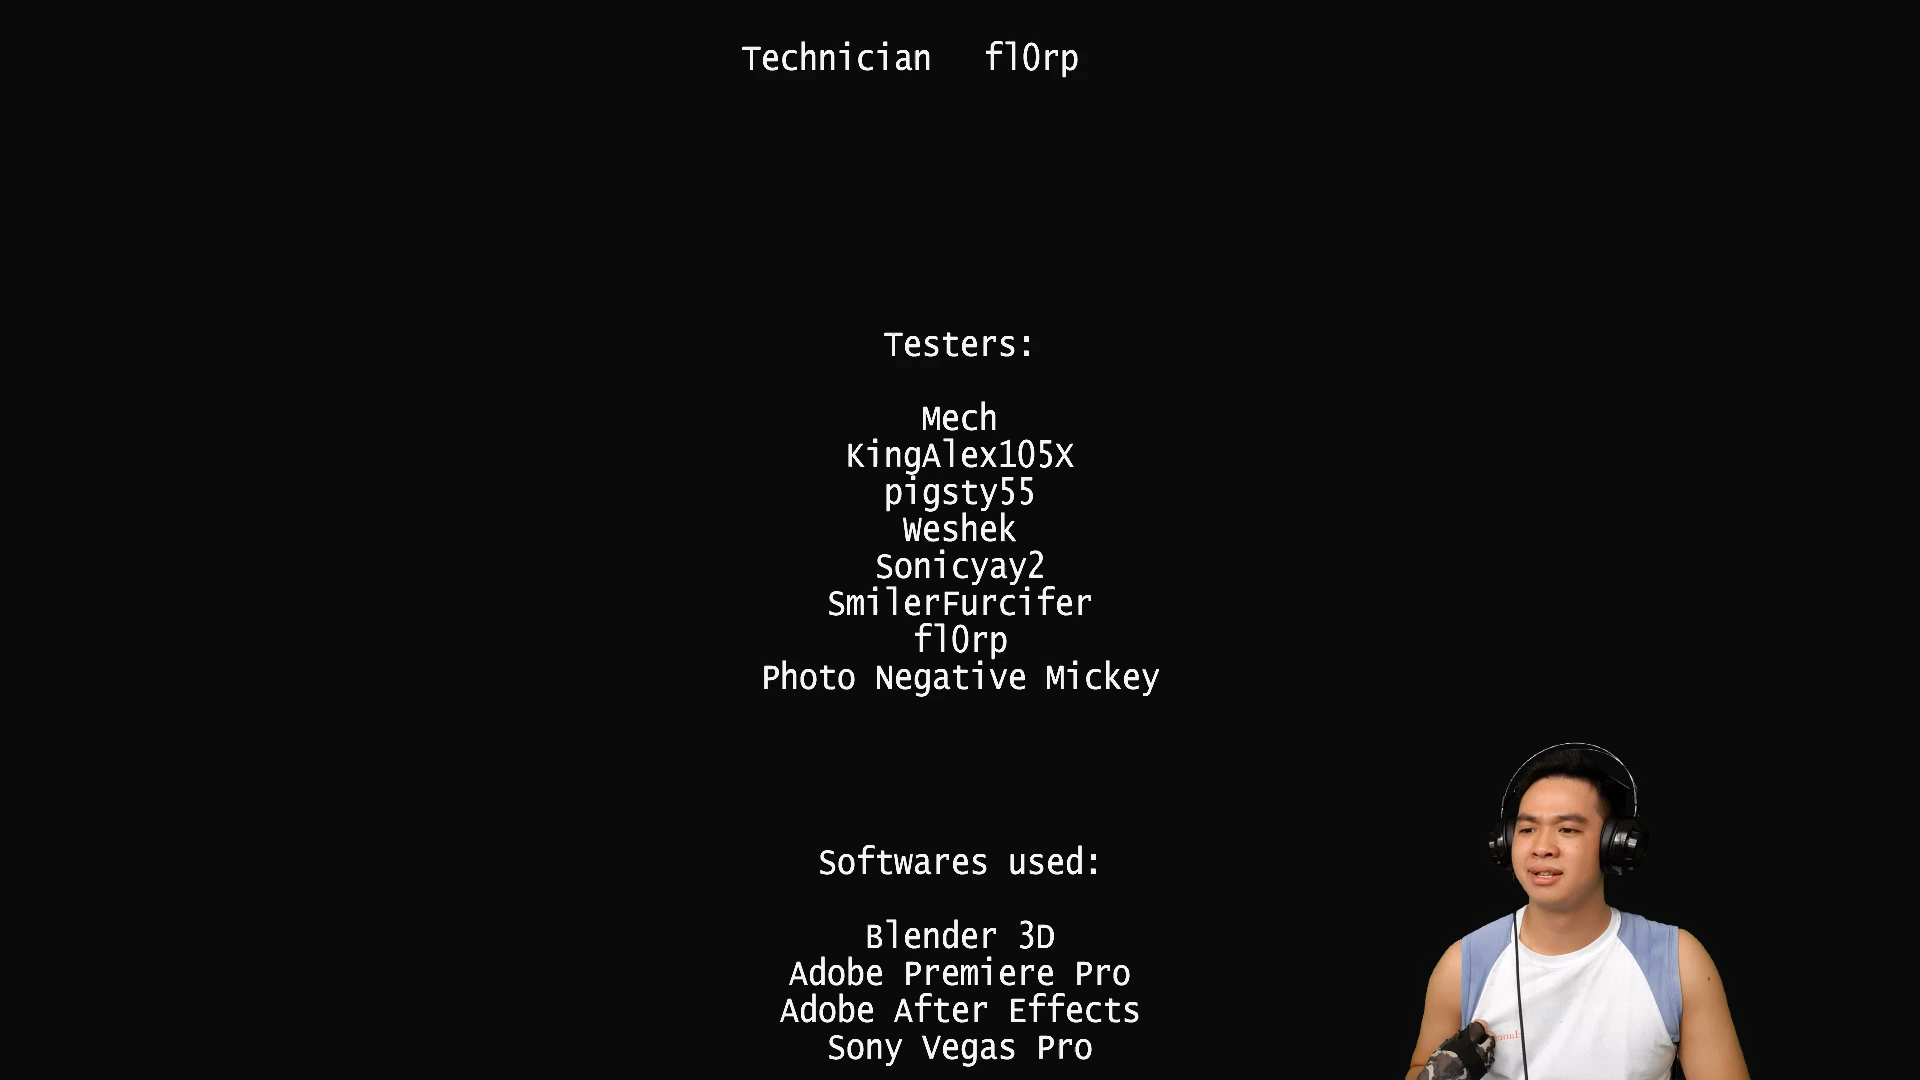 Technician fl0rp
Testers:
Mech
KingAlex105X
pigsty55
Weshek
Sonicyay2
SmilerFurcifer
fl0rp
Photo Negative Mickey
Softwares used:
Blender 3D
Adobe Premiere Pro
Adobe After Effects
Sony Vegas Pro